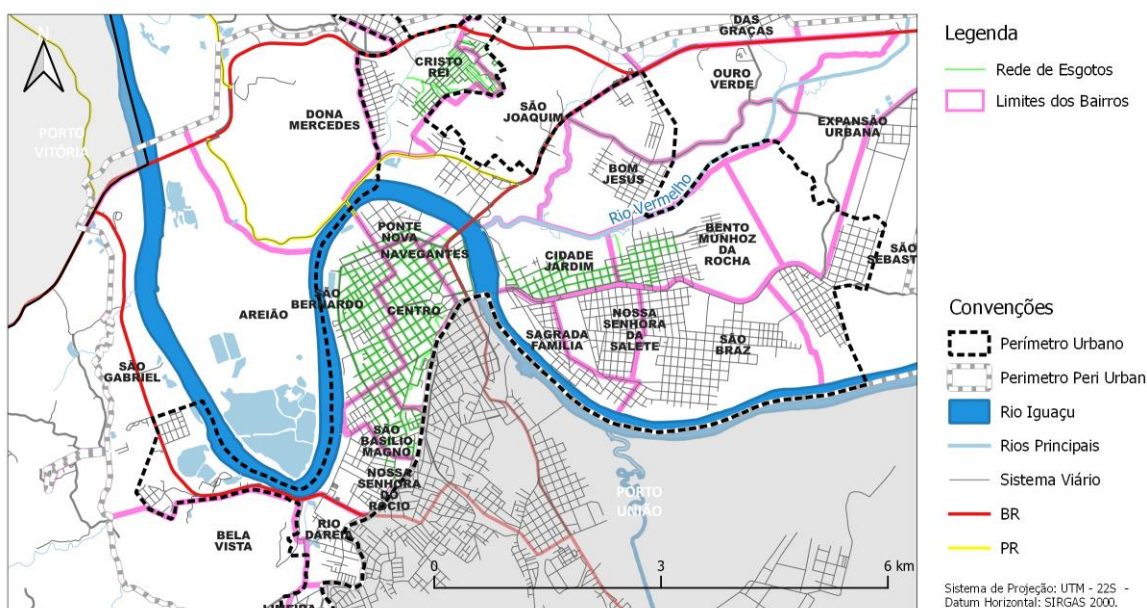 N
PORTO
VITÓRIA
CRISTO
REI
DAS
GRAÇAS
OURO
VERDE
DONA
MERCEDES
SÃO
JOAQUIM
EXPANSÃO
URBANA
BOM
JESUS
Rio Vermelho
PONTE
NOVA
NAVEGANTES
CIDADE
JARDIM
BENTO
MUNHOZ
DA
ROCHA
SÃO
SEBAST
SÃO
BERNARDO
AREIÃO
CENTRO
SAGRADA
FAMÍLIA
NOSSA
SENHORA
DA
SALETE
SÃO
BRAZ
SÃO
GABRIEL
SÃO
BASILIO
MAGNO
NOSSA
SENHORA
DO
ROCIO
PORTO
UNIÃO
BELA
VISTA
RIO
DAREIA
0 3 6 km
Legenda
Rede de Esgotos
Limites dos Bairros
Convenções
Perímetro Urbano
Perimetro Peri Urban
Rio Iguaçu
Rios Principais
Sistema Viário
BR
PR
Sistema de Projeção: UTM - 22S -
Datum Horizontal: SIRGAS 2000.